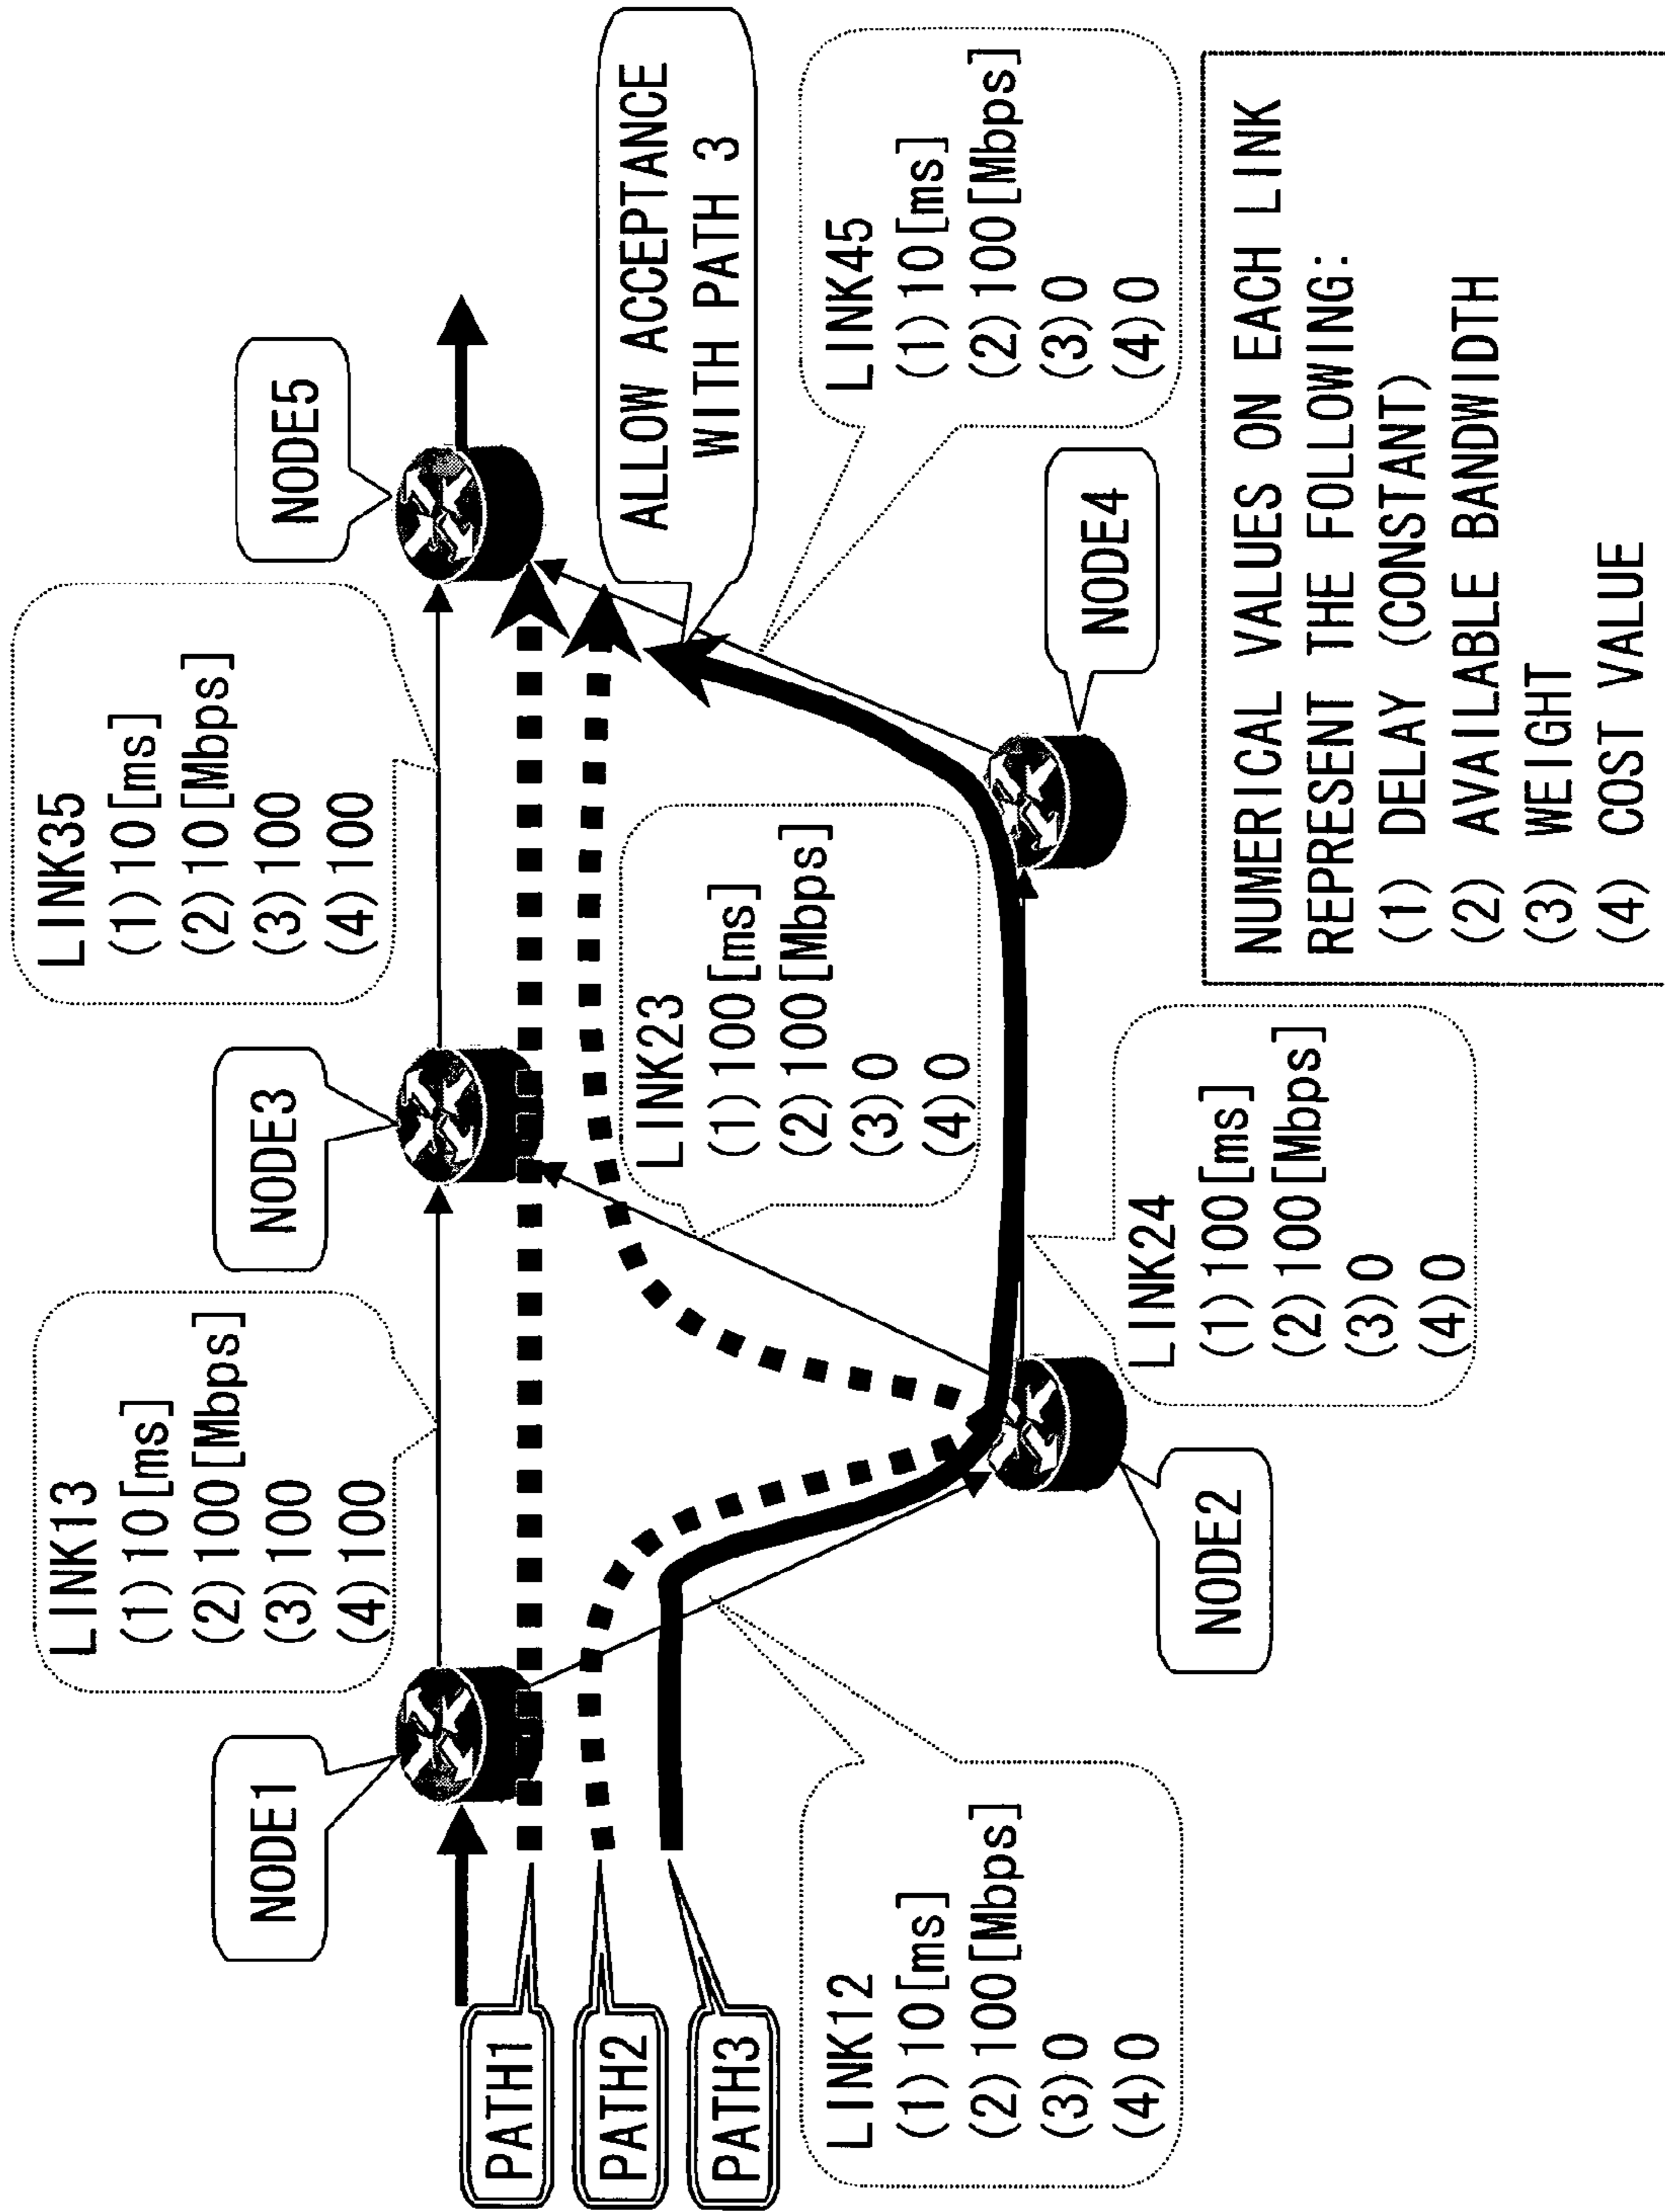 LINK13
(1)10[ms]
(2)100[Mbps]
(3)100
(4)100
LINK35
(1)10[ms]
(2)10[Mbps]
(3)100
(4)100
NODE1
NODE3
NODE5
PATH1
PATH2
PATH3
ALLOW ACCEPTANCE
WITH PATH 3
LINK23
(1)100[ms]
(2)100[Mbps]
(3)0
(4)0
LINK12
(1)10[ms]
(2)100[Mbps]
(3)0
(4)0
LINK45
(1)10[ms]
(2)100[Mbps]
(3)0
(4)0
NODE2
NODE4
LINK24
(1)100[ms]
(2)100[Mbps]
(3)0
(4)0
NUMERICAL VALUES ON EACH LINK
REPRESENT THE FOLLOWING:
(1) DELAY (CONSTANT)
(2) AVAILABLE BANDWIDTH
(3) WEIGHT
(4) COST VALUE